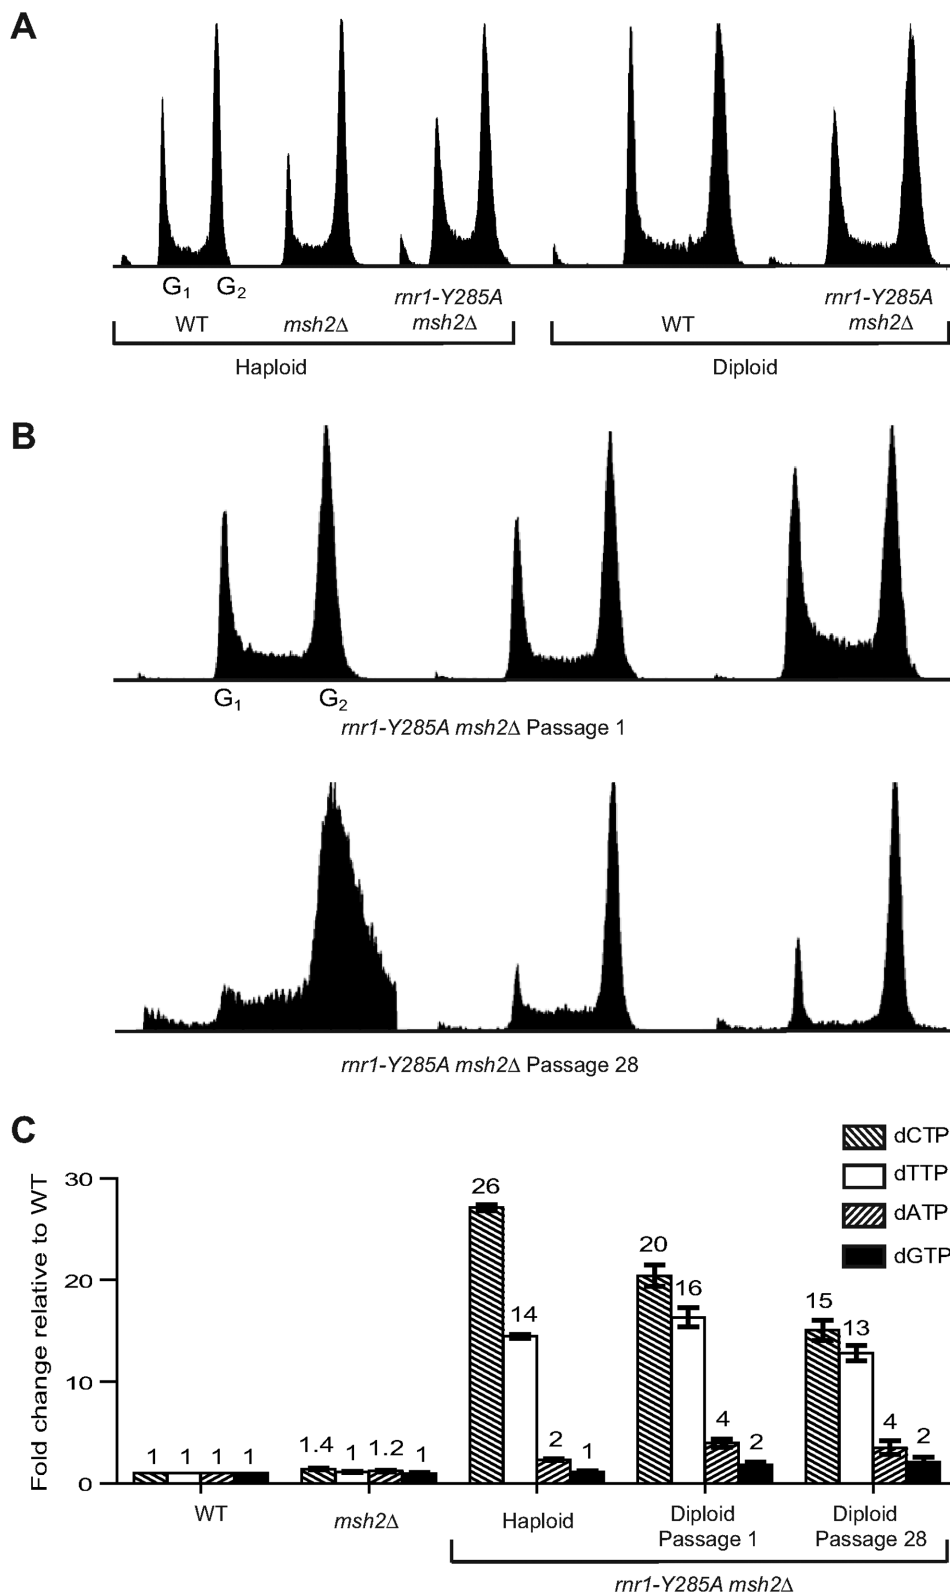 A
G1 G2
rnr1-Y285A rnr1-Y285A
WT msh2Δ msh2Δ WT msh2Δ
Haploid Diploid
B
G1 G2
rnr1-Y285A msh2Δ Passage 1
rnr1-Y285A msh2Δ Passage 28
C
dCTP
dTTP
dATP
dGTP
Fold change relative to WT
30
20
10
0
1 1 1 1
1.4 1 1.2 1
26 14 2 1
20 16 4 2
15 13 4 2
WT msh2Δ Haploid Diploid Diploid
Passage 1 Passage 28
rnr1-Y285A msh2Δ